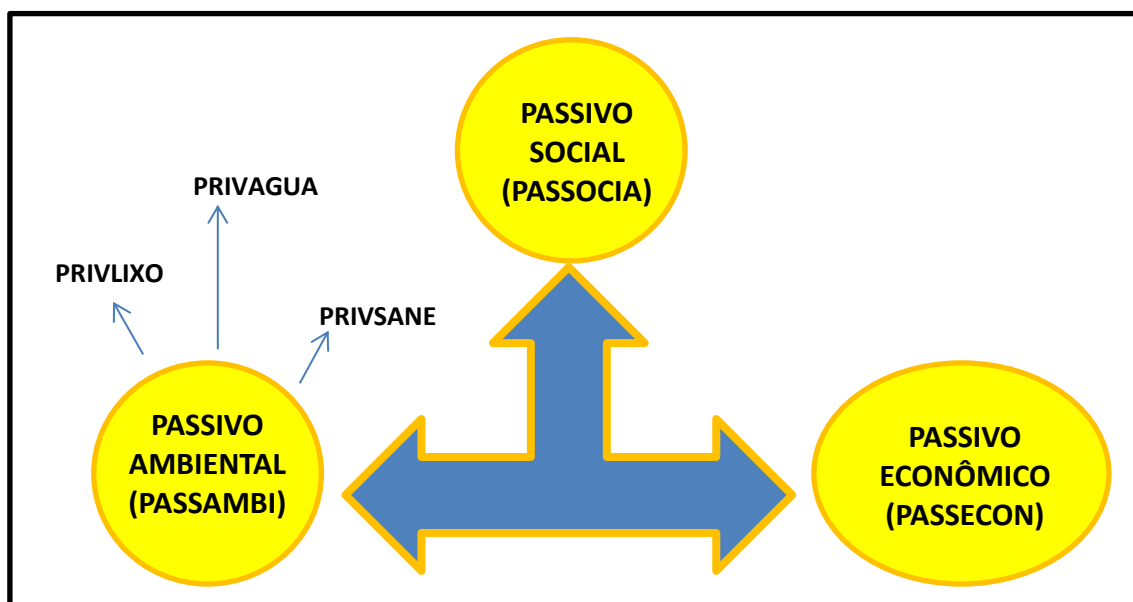 PASSIVO
SOCIAL
(PASSOCIA)
PRIVAGUA
PRIVLIXO
PRIVSANE
PASSIVO
AMBIENTAL
(PASSAMBI)
PASSIVO
ECONÔMICO
(PASSECON)